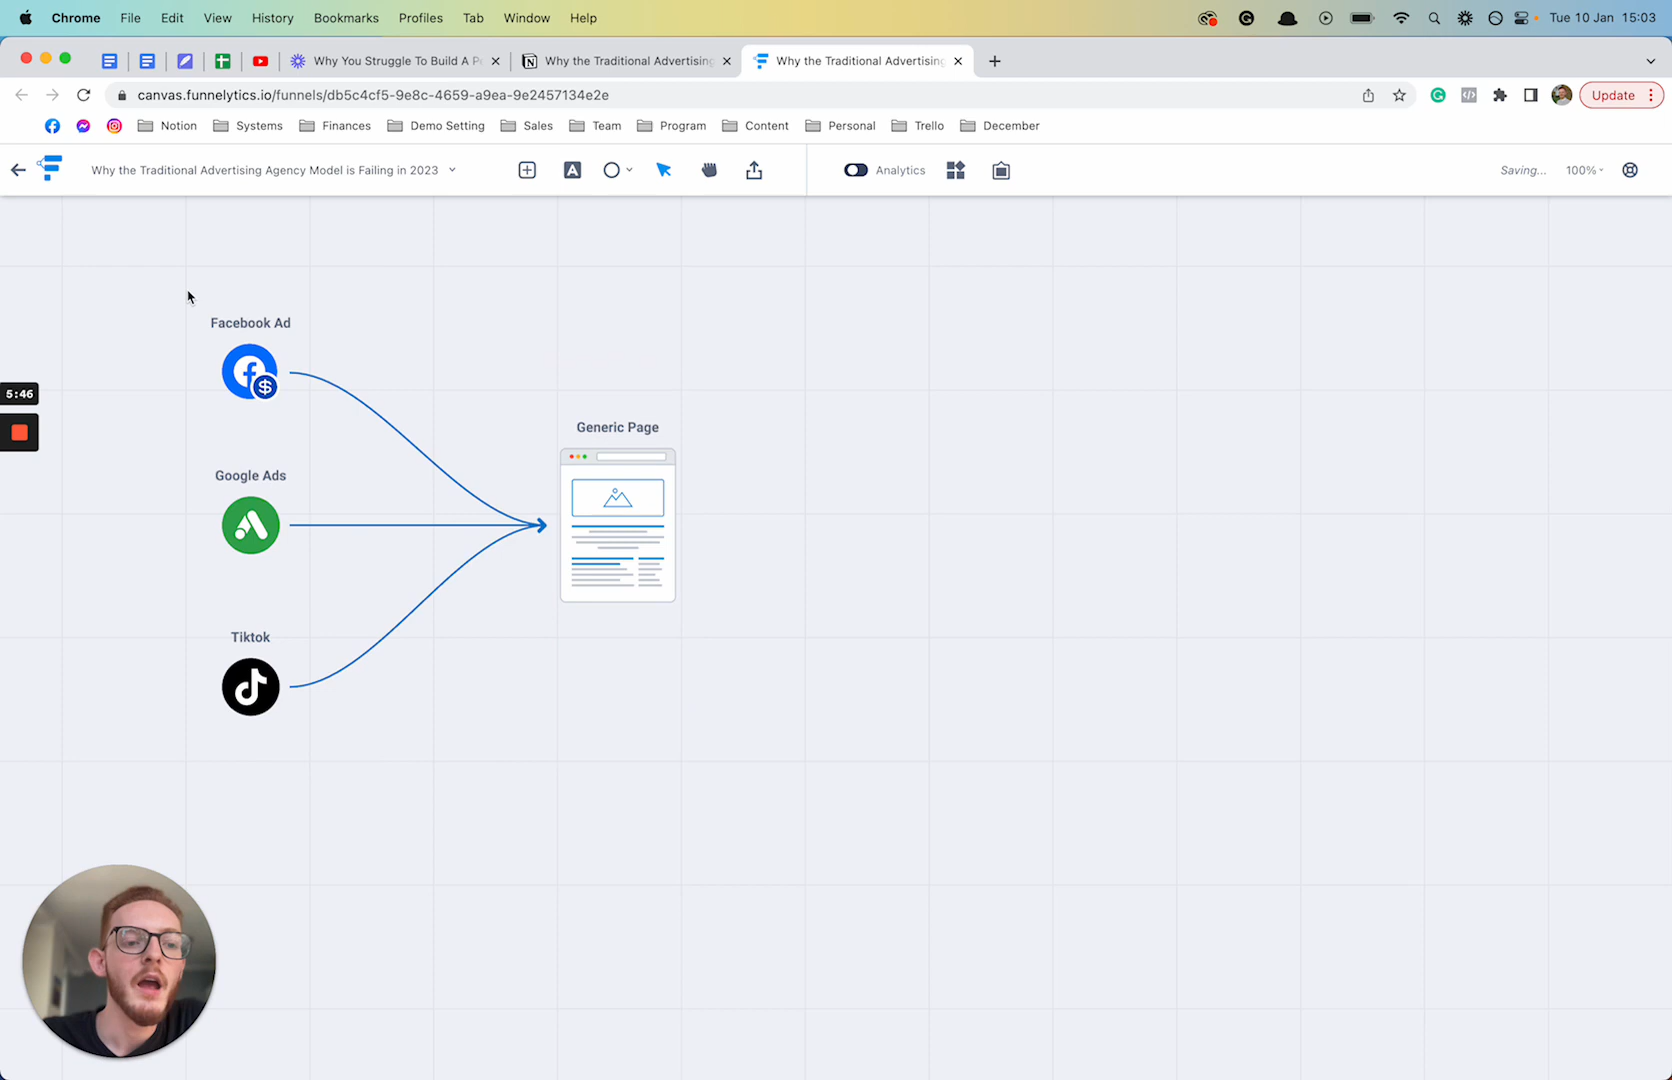 Chrome File Edit View History Bookmarks Profiles Tab Window Help Tue 10 Jan 15:03
Why You Struggle To Build A Pe Why the Traditional Advertising Why the Traditional Advertising
canvas.funnelytics.io/funnels/db5c4cf5-9e8c-4659-a9ea-9e2457134e2e Update
Notion Systems Finances Demo Setting Sales Team Program Content Personal Trello December
Why the Traditional Advertising Agency Model is Failing in 2023 A Analytics Saving... 100%
Facebook Ad
$
5:46
Generic Page
Google Ads
Tiktok